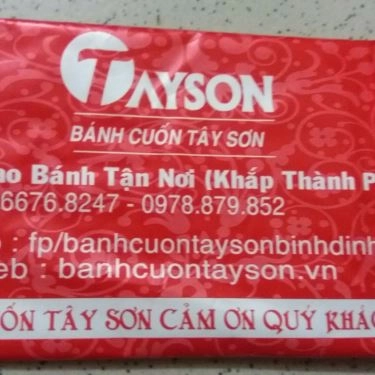 TAYSON
BÁNH CUỐN TÂY SƠN
ao Bánh Tận Nơi (Khắp Thành P
6676.8247 - 0978.879.852
: fp/banhcuontaysonbinhdinh
eb : banhcuontayson.vn
ỐN TÂY SƠN CẢM ƠN QUÝ KHÁC